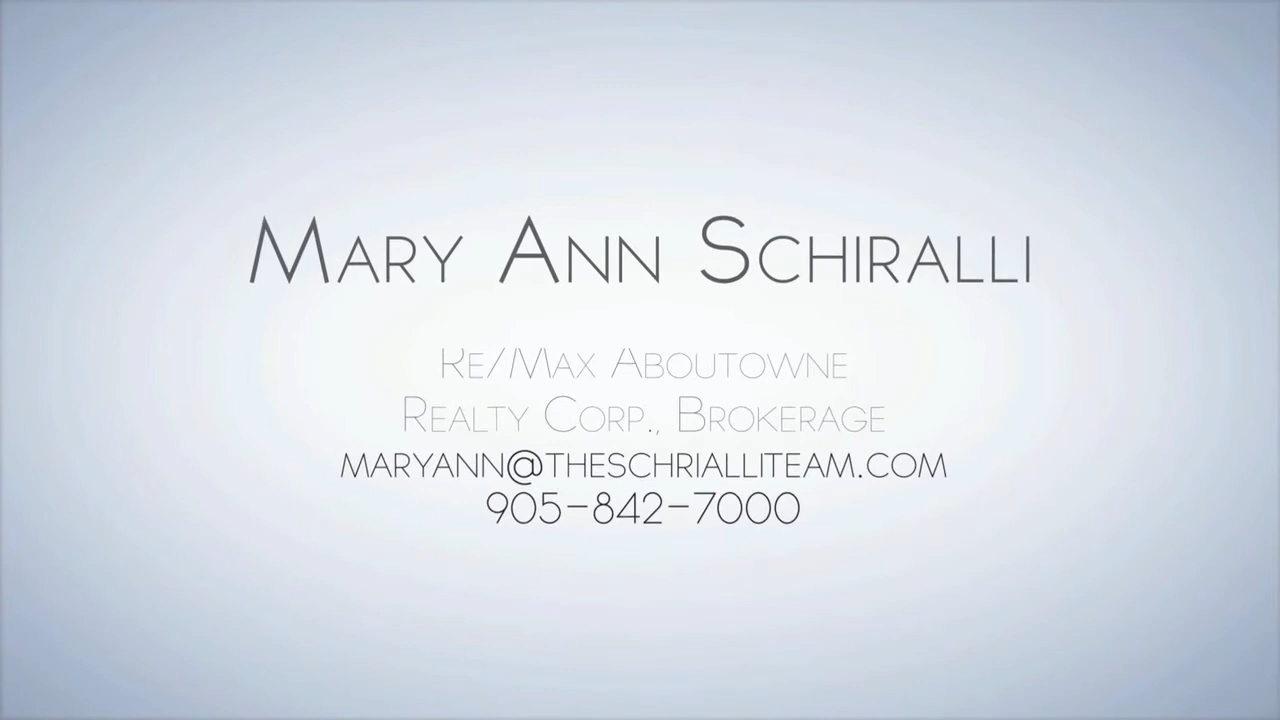 Mary Ann Schiralli
Re/Max Aboutowne
Realty Corp., Brokerage
maryann@theschrialliteam.com
905-842-7000